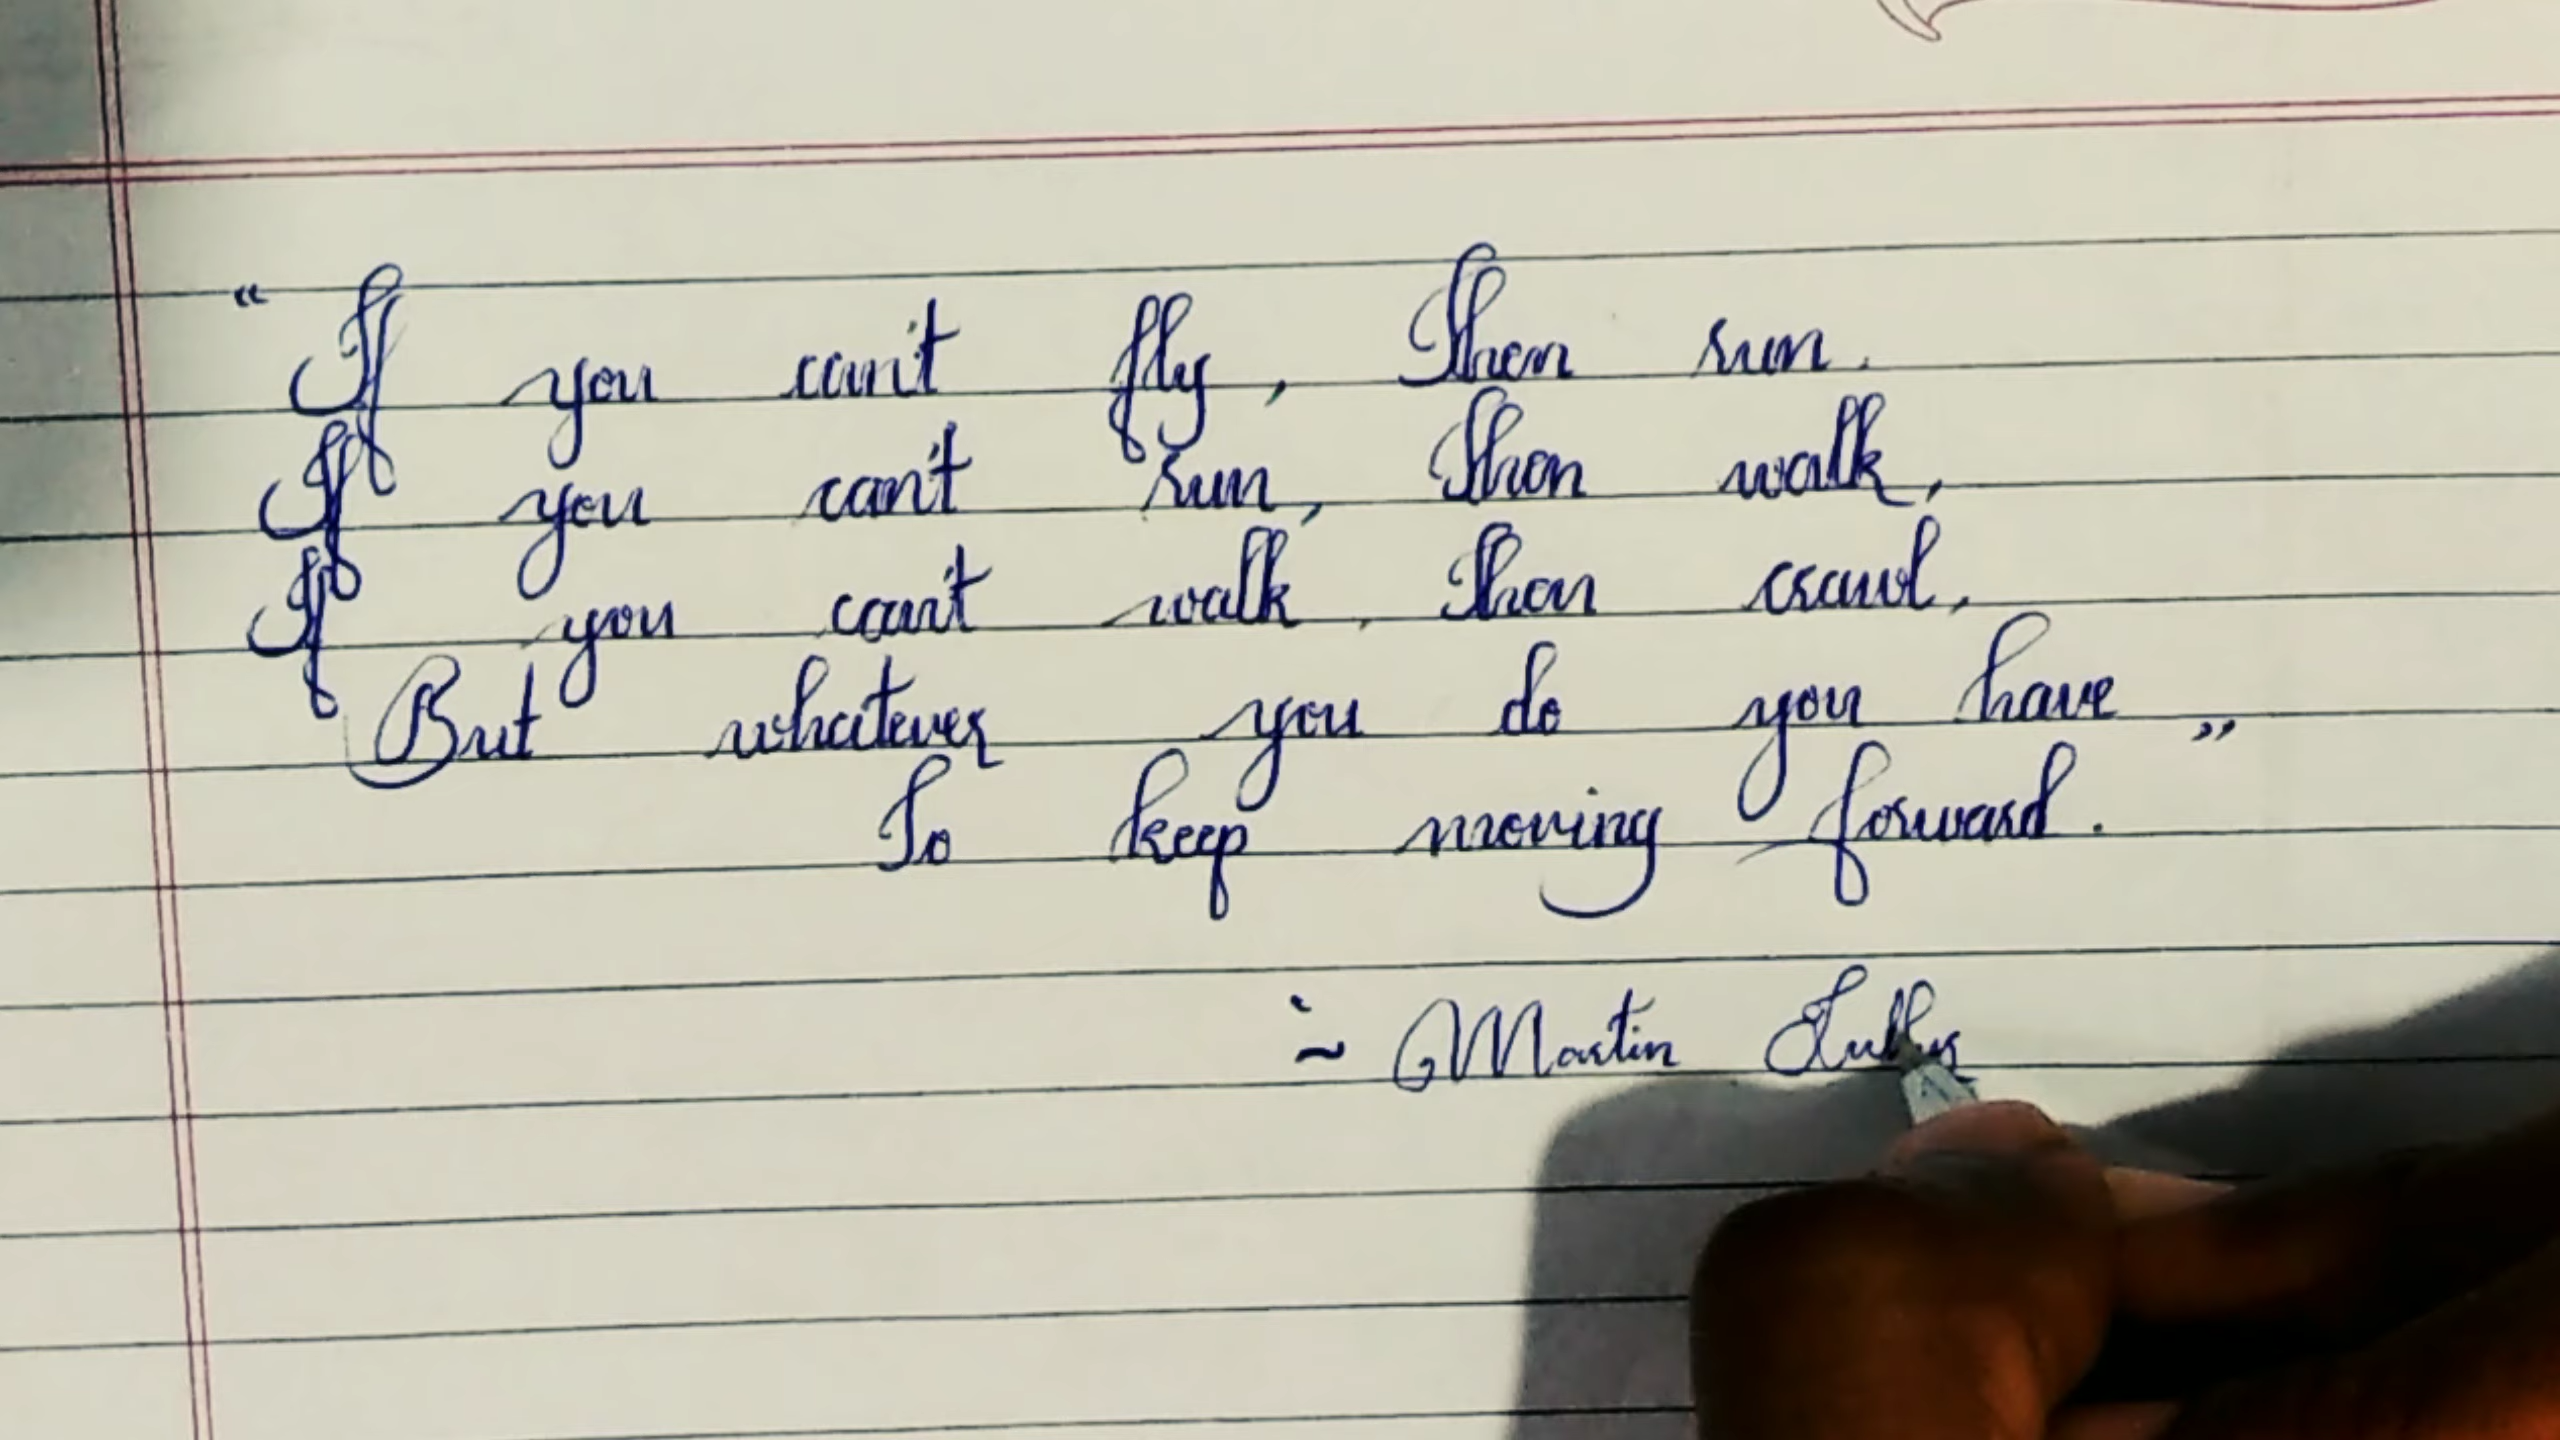 “ If you can't fly, Then run.
If you can't run, Then walk,
If you can't walk, Then crawl,
But whatever you do you have ”
To keep moving forward.
~ Martin